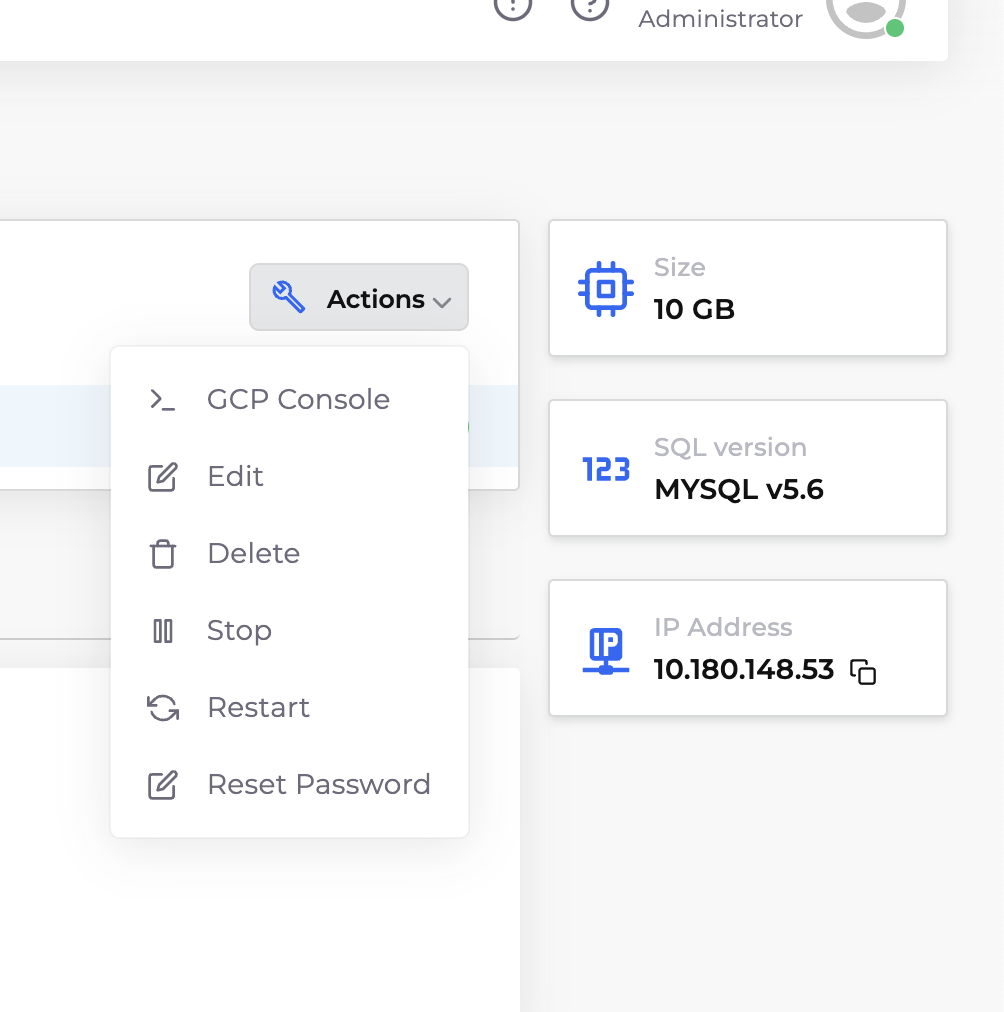 Administrator
Actions
GCP Console
Edit
Delete
Stop
Restart
Reset Password
Size
10 GB
123
SQL version
MYSQL v5.6
IP
IP Address
10.180.148.53